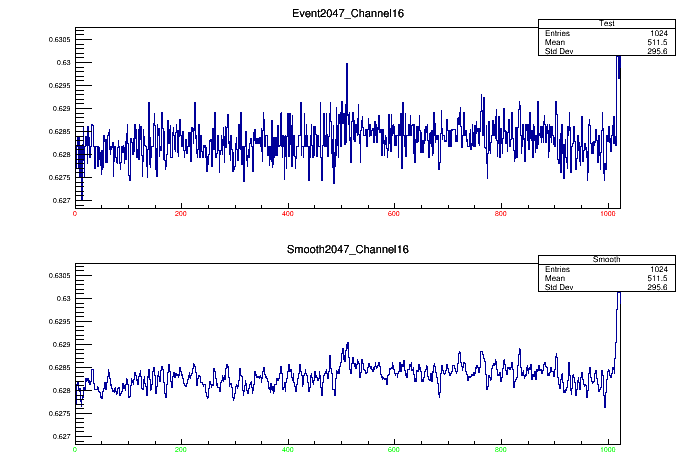 Event2047_Channel16
Test
Entries 1024
Mean 511.5
Std Dev 295.6
0.6305
0.63
0.6295
0.629
0.6285
0.628
0.6275
0.627
0 200 400 600 800 1000
Smooth2047_Channel16
Smooth
Entries 1024
Mean 511.5
Std Dev 295.6
0.6305
0.63
0.6295
0.629
0.6285
0.628
0.6275
0.627
0 200 400 600 800 1000